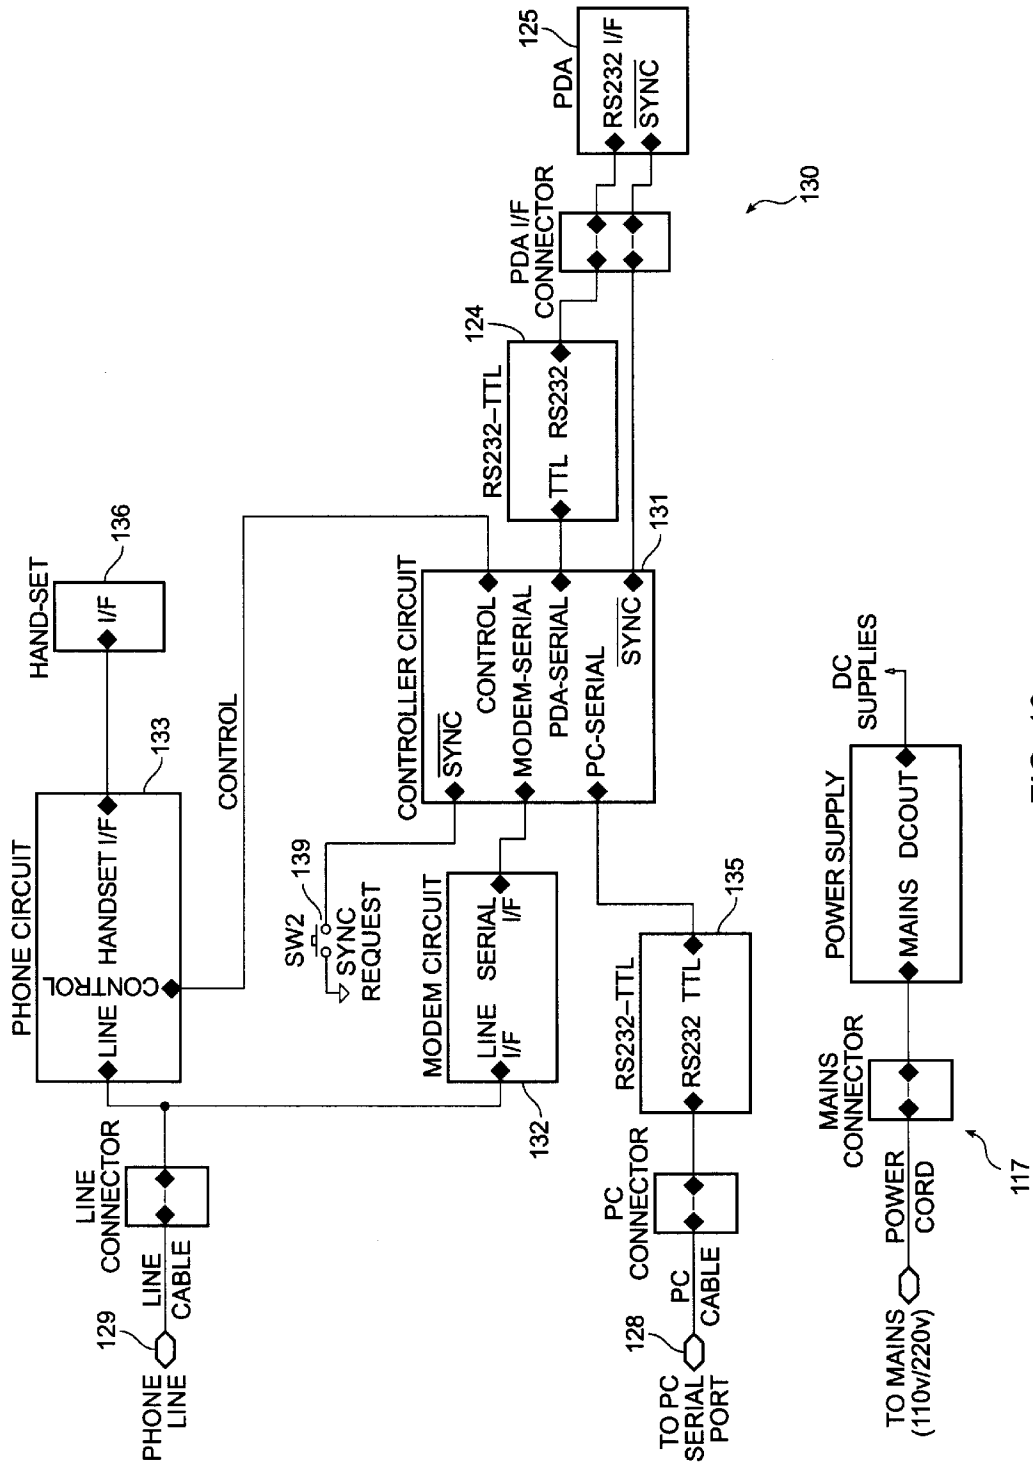 PHONE
LINE
129
LINE
CABLE
LINE
CONNECTOR
PHONE CIRCUIT
133
LINE
CONTROL
HANDSET I/F
HAND-SET
136
I/F
CONTROL
SW2
139
SYNC
REQUEST
MODEM CIRCUIT
LINE
I/F
SERIAL
I/F
132
CONTROLLER CIRCUIT
SYNC
CONTROL
MODEM-SERIAL
PDA-SERIAL
PC-SERIAL
SYNC
131
RS232–TTL
124
TTL RS232
PDA I/F
CONNECTOR
PDA
125
RS232 I/F
SYNC
130
TO PC
SERIAL
PORT
128
PC
CABLE
PC
CONNECTOR
RS232–TTL
RS232 TTL
135
TO MAINS
(110v/220v)
POWER
CORD
MAINS
CONNECTOR
117
POWER SUPPLY
MAINS DCOUT
DC
SUPPLIES